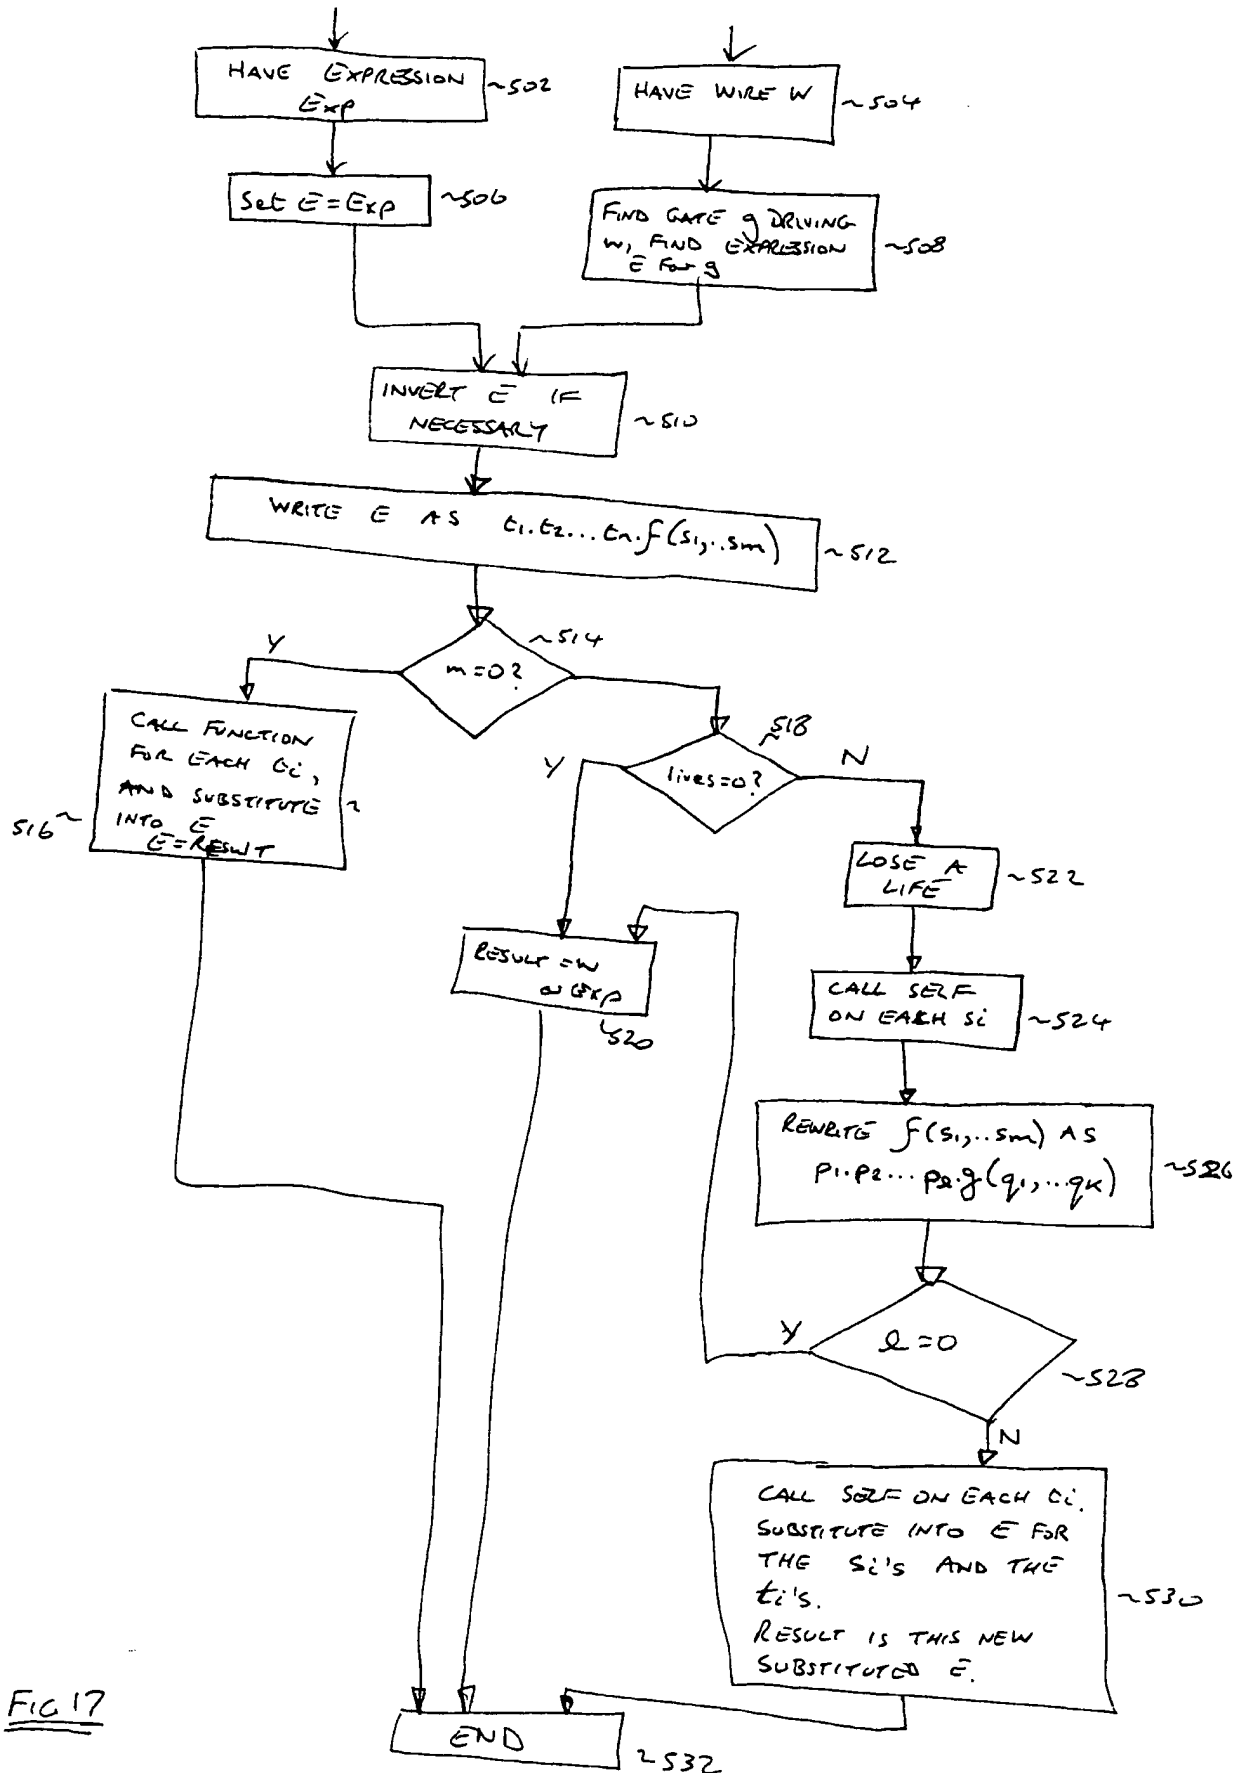 HAVE EXPRESSION
Exp
~502
HAVE WIRE W
~504
Set E=Exp
~506
FIND GATE g DRIVING
w, FIND EXPRESSION
E For g
~508
INVERT E IF
NECESSARY
~510
WRITE E AS t1.t2...tn.f(s1,..sm)
~512
m=0?
~514
Y
CALL FUNCTION
FOR EACH ti,
AND SUBSTITUTE
INTO E
E=RESULT
516~
~
lives=0?
~518
Y
N
LOSE A
LIFE
~522
RESULT =W
or Exp
~520
CALL SELF
ON EACH si
~524
REWRITE f(s1,..sm) AS
p1.p2...pl.g(q1,...qk)
~526
l=0
~528
Y
N
CALL SELF ON EACH ti.
SUBSTITUTE INTO E FOR
THE Si's AND THE
ti's.
RESULT IS THIS NEW
SUBSTITUTED E.
~530
END
~532
FIG 17